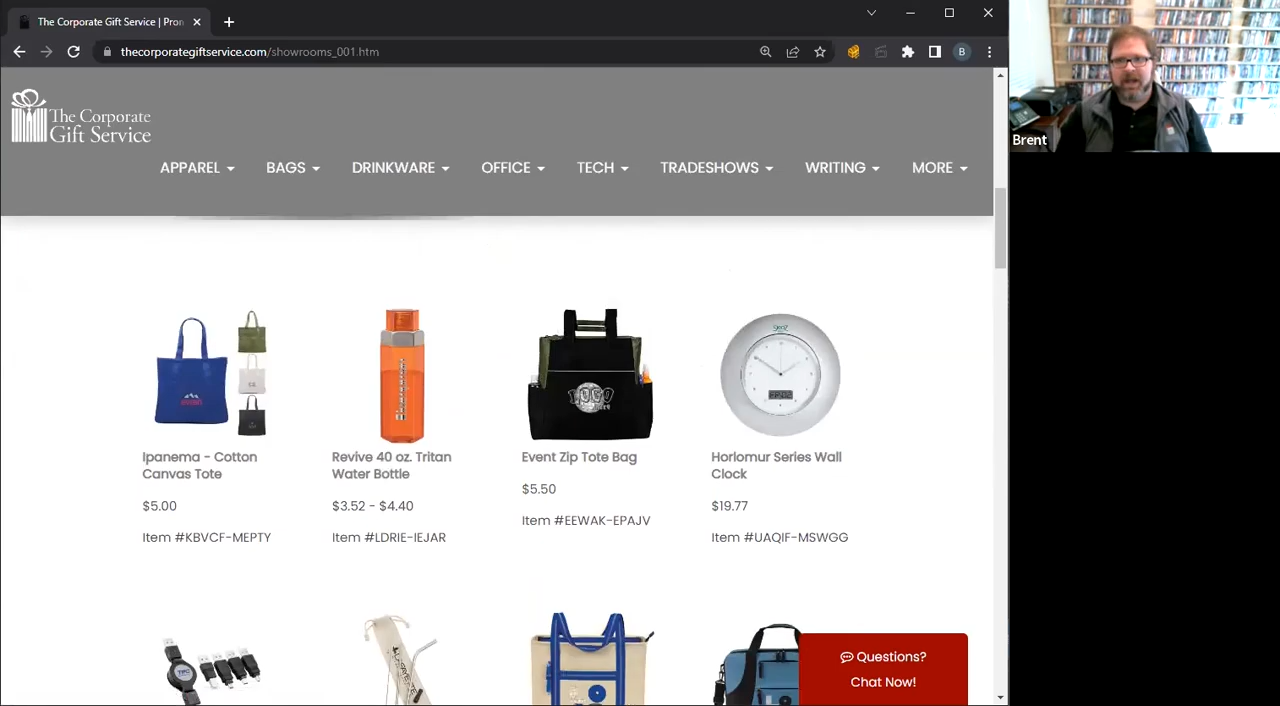 The Corporate Gift Service | Pron
thecorporategiftservice.com/showrooms_001.htm
B
The Corporate
Gift Service
APPAREL
BAGS
DRINKWARE
OFFICE
TECH
TRADESHOWS
WRITING
MORE
Brent
LOGO
Ipanema - Cotton
Canvas Tote
$5.00
Item #KBVCF-MEPTY
Revive 40 oz. Tritan
Water Bottle
$3.52 - $4.40
Item #LDRIE-IEJAR
Event Zip Tote Bag
$5.50
Item #EEWAK-EPAJV
Horlomur Series Wall
Clock
$19.77
Item #UAQIF-MSWGG
Questions?
Chat Now!